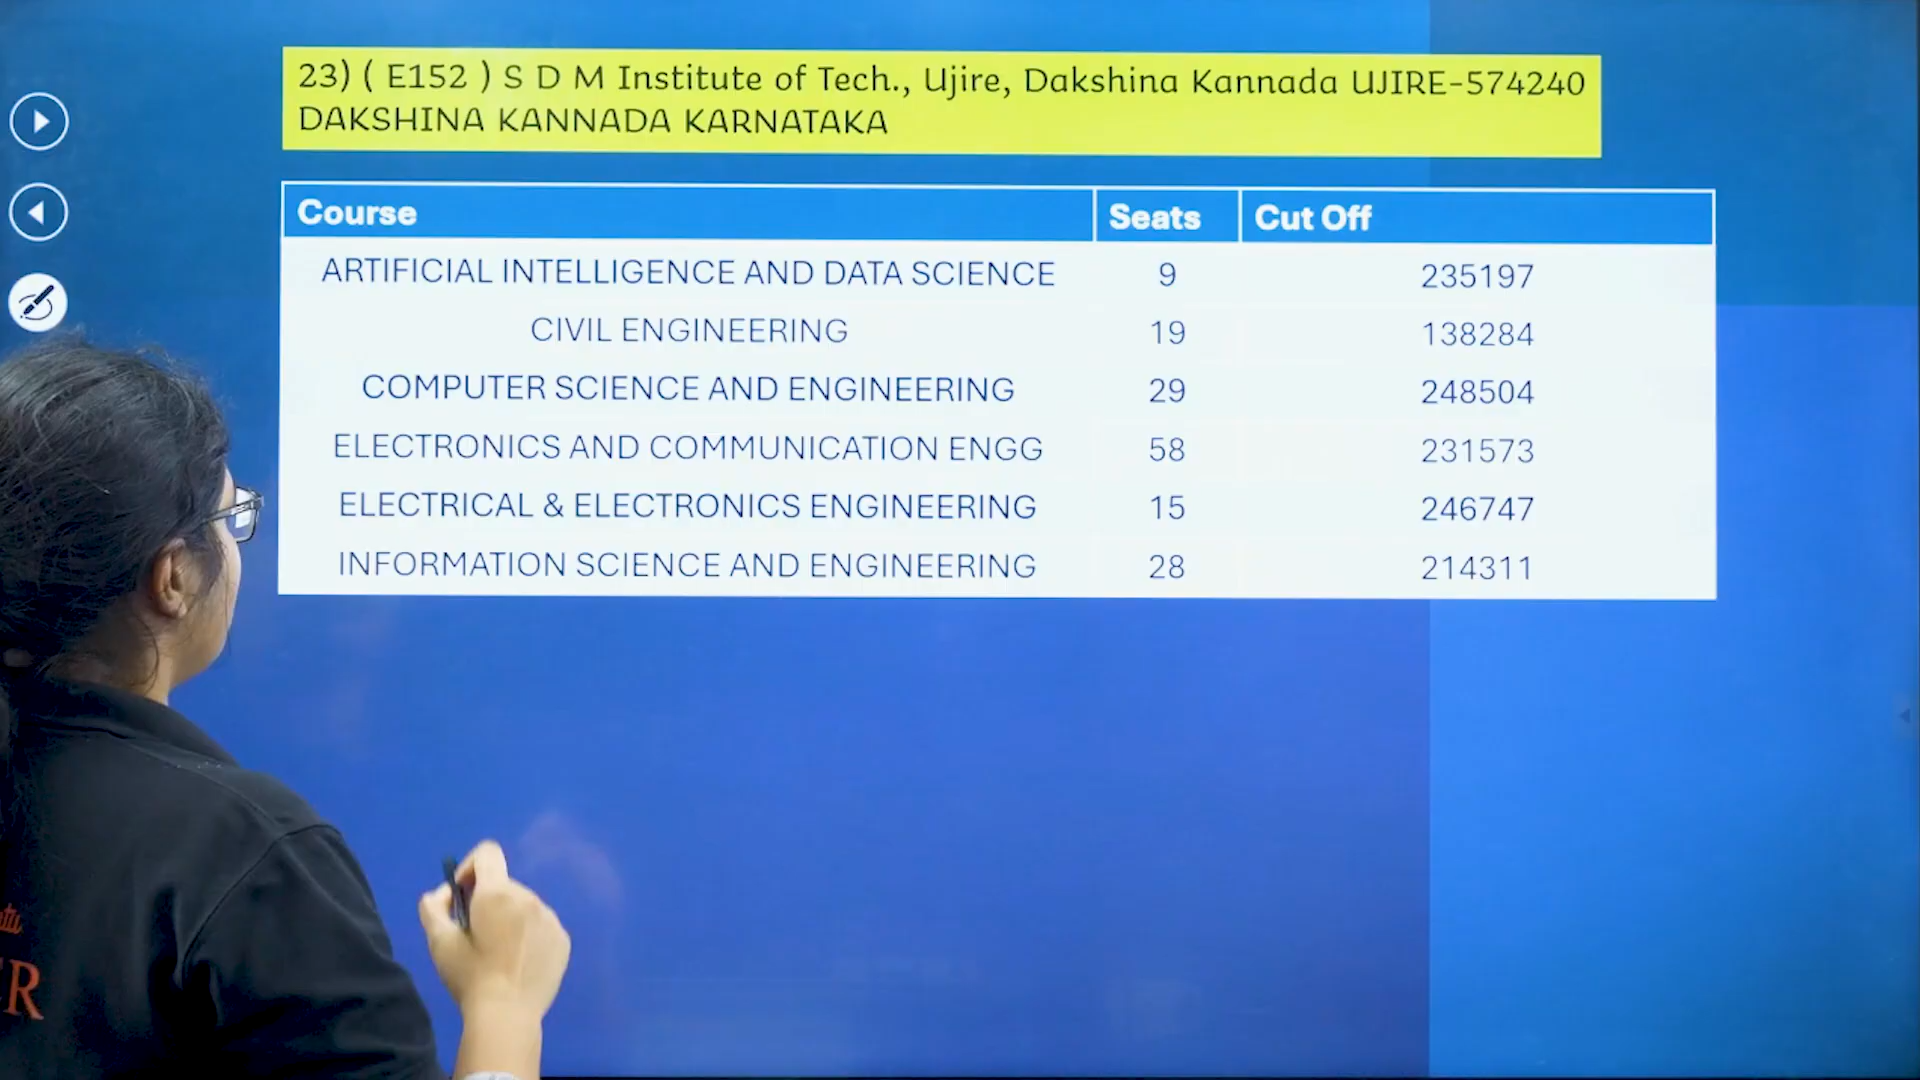 23) ( E152 ) S D M Institute of Tech., Ujire, Dakshina Kannada UJIRE-574240
DAKSHINA KANNADA KARNATAKA
Course Seats Cut Off
ARTIFICIAL INTELLIGENCE AND DATA SCIENCE 9 235197
CIVIL ENGINEERING 19 138284
COMPUTER SCIENCE AND ENGINEERING 29 248504
ELECTRONICS AND COMMUNICATION ENGG 58 231573
ELECTRICAL & ELECTRONICS ENGINEERING 15 246747
INFORMATION SCIENCE AND ENGINEERING 28 214311